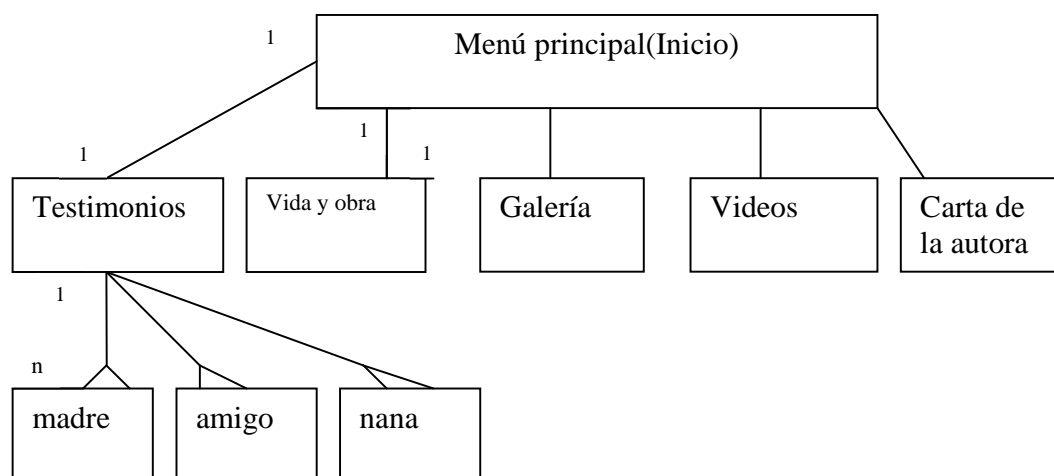 1
Menú principal(Inicio)
1
1
1
Testimonios
Vida y obra
Galería
Videos
Carta de
la autora
1
n
madre
amigo
nana